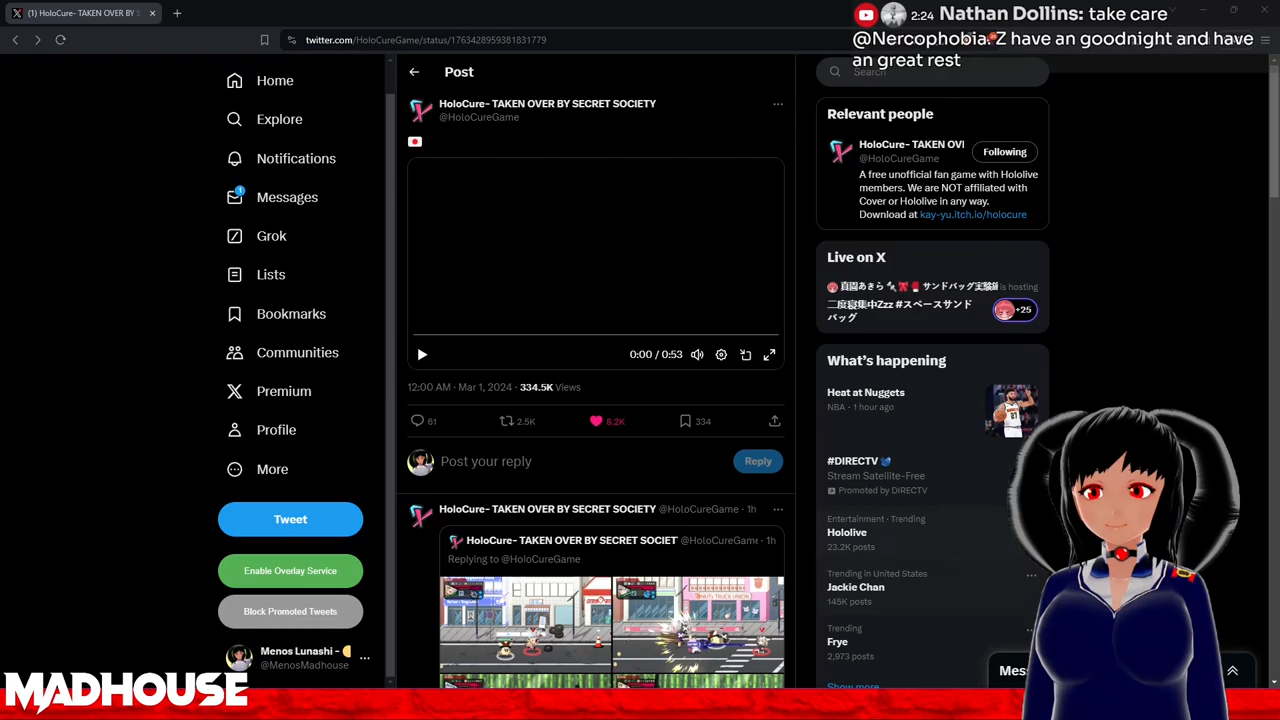 (1) HoloCure- TAKEN OVER BY S
2:24 Nathan Dollins: take care
@Nercophobia Z have an goodnight and have
an great rest
twitter.com/HoloCureGame/status/1763428959381831779
Home
Explore
Notifications
1
Messages
Grok
Lists
Bookmarks
Communities
Premium
Profile
More
Tweet
Enable Overlay Service
Block Promoted Tweets
Menos Lunashi -
@MenosMadhouse
MADHOUSE
Post
HoloCure- TAKEN OVER BY SECRET SOCIETY
@HoloCureGame
0:00 / 0:53
12:00 AM · Mar 1, 2024 · 334.5K Views
61
2.5K
8.2K
334
Post your reply
Reply
HoloCure- TAKEN OVER BY SECRET SOCIETY @HoloCureGame · 1h
HoloCure- TAKEN OVER BY SECRET SOCIET @HoloCureGame · 1h
Replying to @HoloCureGame
Search
Relevant people
HoloCure- TAKEN OVI
@HoloCureGame
Following
A free unofficial fan game with Hololive
members. We are NOT affiliated with
Cover or Hololive in any way.
Download at kay-yu.itch.io/holocure
Live on X
真園あきら サンドバッグ実験 is hosting
二度寝集中Zzz #スペースサンド
バッグ
+25
What's happening
Heat at Nuggets
NBA · 1 hour ago
#DIRECTV
Stream Satellite-Free
Promoted by DIRECTV
Entertainment · Trending
Hololive
23.2K posts
Trending in United States
Jackie Chan
145K posts
Trending
Frye
2,973 posts
Show more
Mess